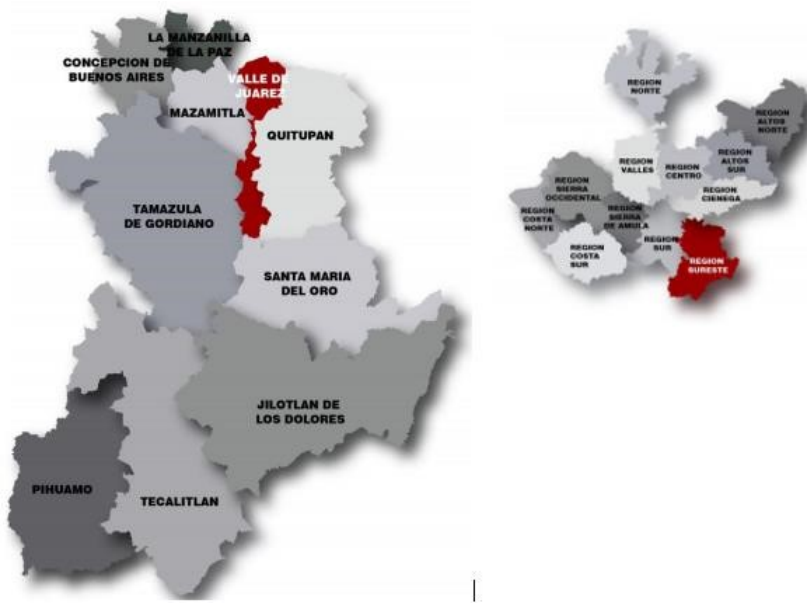 LA MANZANILLA
DE LA PAZ
CONCEPCION DE
BUENOS AIRES
VALLE DE
JUAREZ
MAZAMITLA
QUITUPAN
TAMAZULA
DE GORDIANO
SANTA MARIA
DEL ORO
JILOTLAN DE
LOS DOLORES
PIHUAMO
TECALITLAN
REGION
NORTE
REGION
ALTOS
NORTE
REGION
VALLES
REGION
CENTRO
REGION
ALTOS
SUR
REGION
CIENEGA
REGION
SIERRA
OCCIDENTAL
REGION
COSTA
NORTE
REGION
SIERRA
DE AMULA
REGION
COSTA
SUR
REGION
SUR
REGION
SURESTE